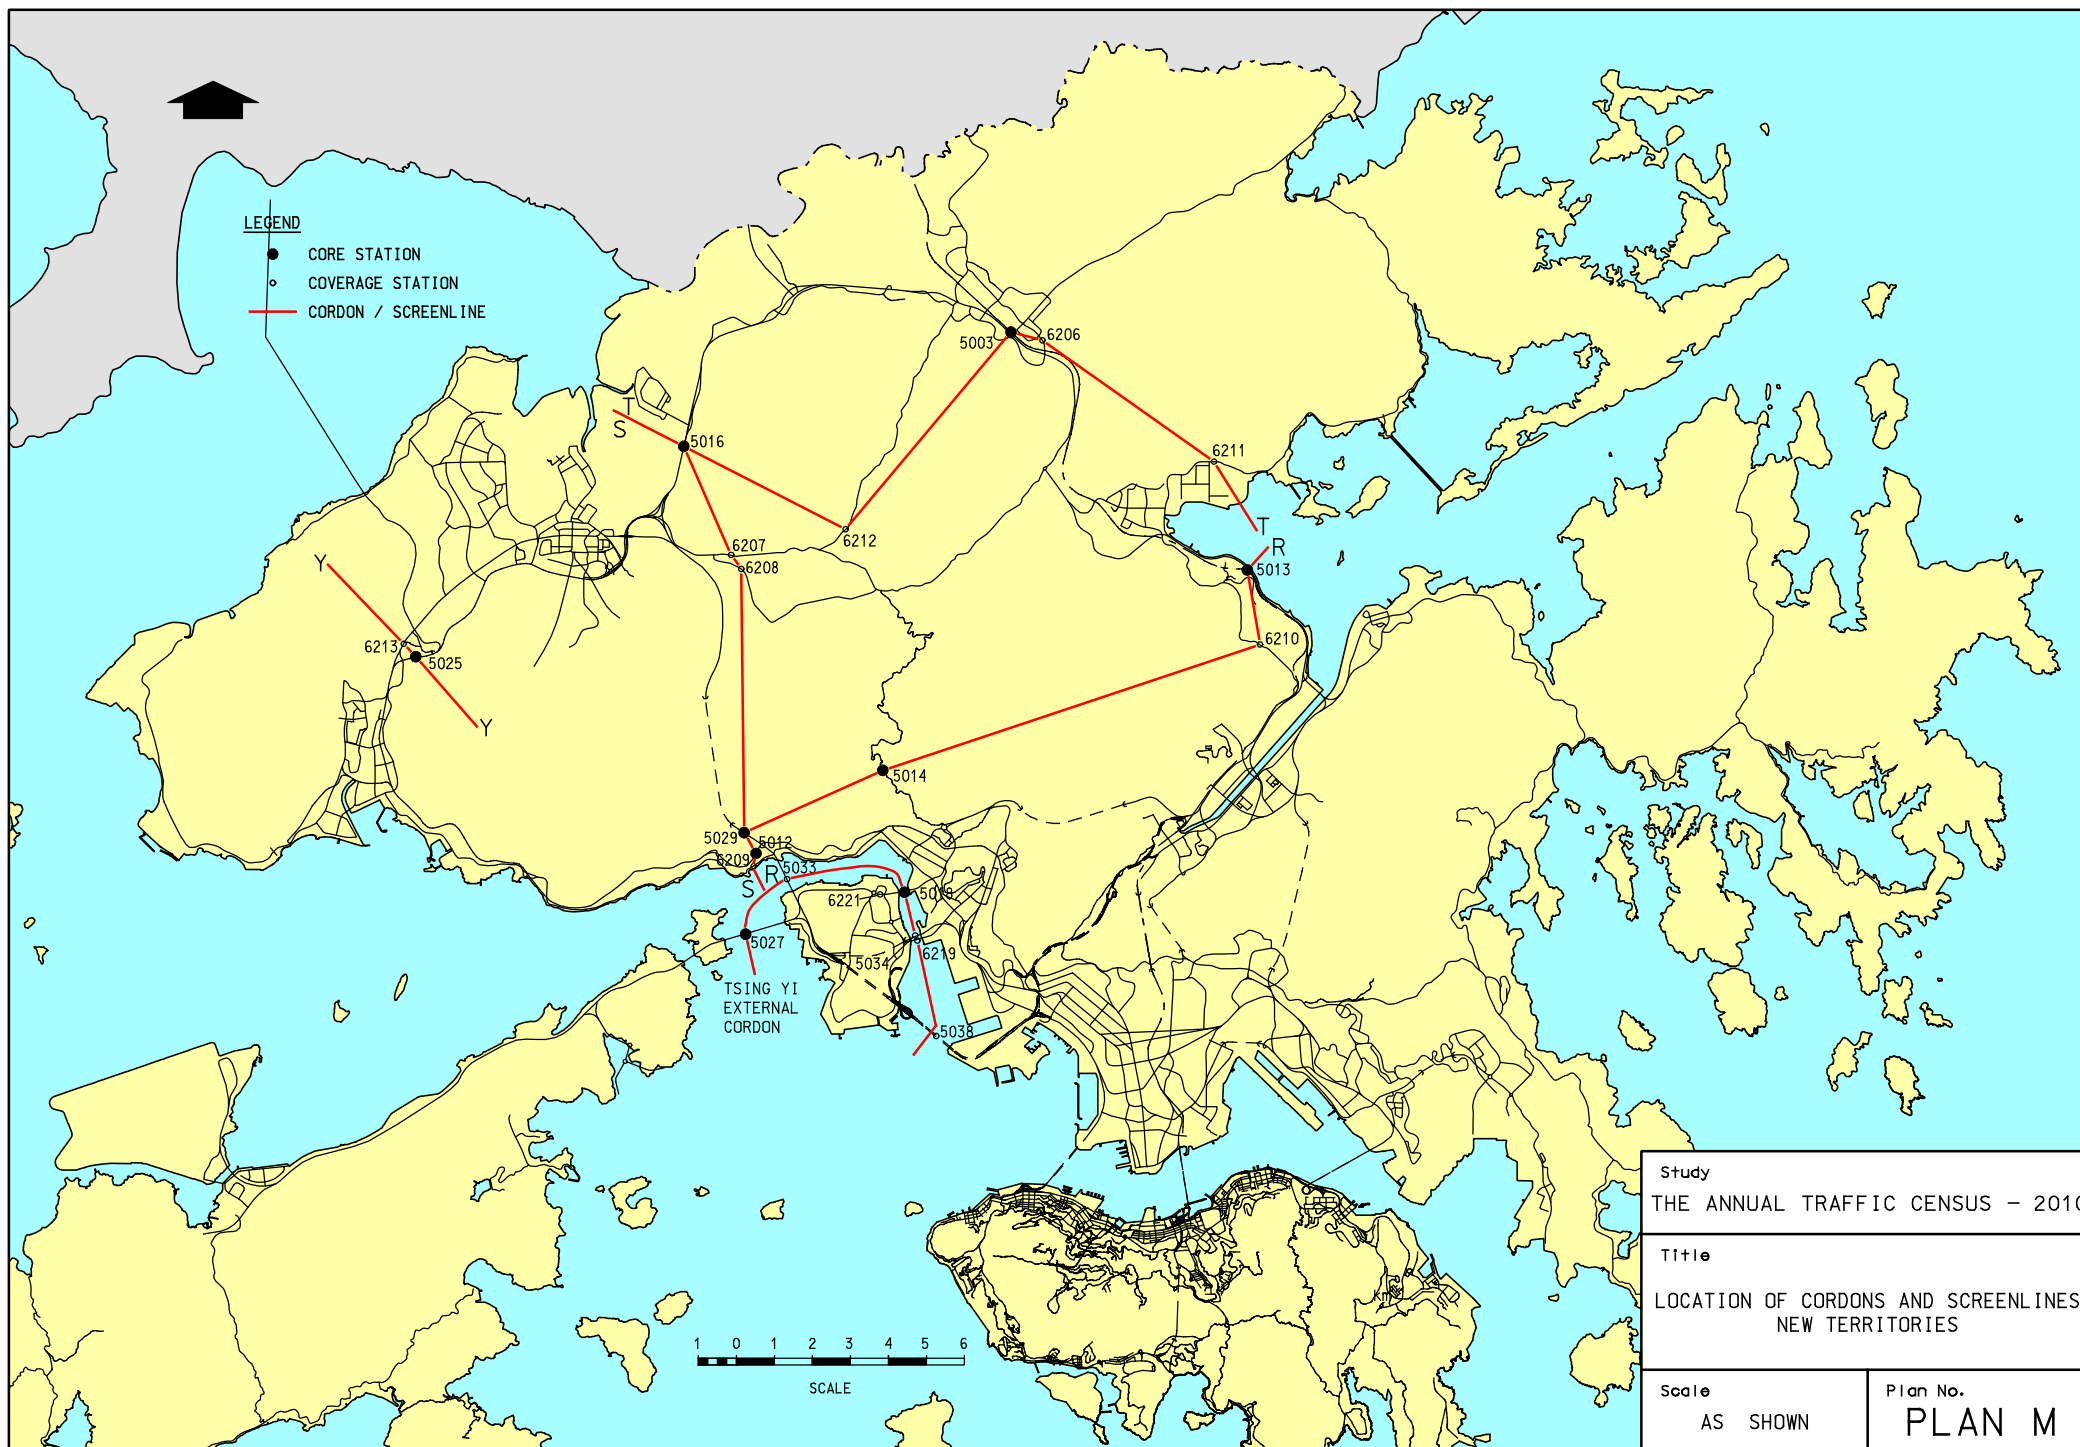 LEGEND
CORE STATION
COVERAGE STATION
CORDON / SCREENLINE
5003
6206
T
S
5016
6211
6212
T
R
6207
6208
5013
Y
6213
5025
6210
Y
5014
5029
5012
6209
5033
R
S
6221
5018
5027
5034
6219
TSING YI
EXTERNAL
CORDON
5038
1 0 1 2 3 4 5 6
SCALE
Study
THE ANNUAL TRAFFIC CENSUS - 2010
Title
LOCATION OF CORDONS AND SCREENLINES
NEW TERRITORIES
Scale
AS SHOWN
Plan No.
PLAN M